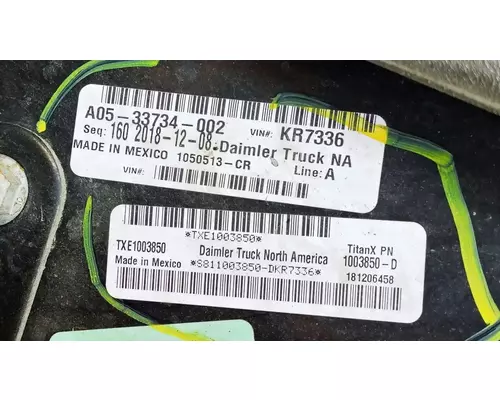 A05-33734-002
VIN#: KR7336
Seq: 160 2018-12-08 Daimler Truck NA
MADE IN MEXICO 1050513-CR Line: A
VIN#:
*TXE1003850*
TXE1003850 Daimler Truck North America TitanX PN
Made in Mexico *S811003850-DKR7336* 1003850-D
181206458